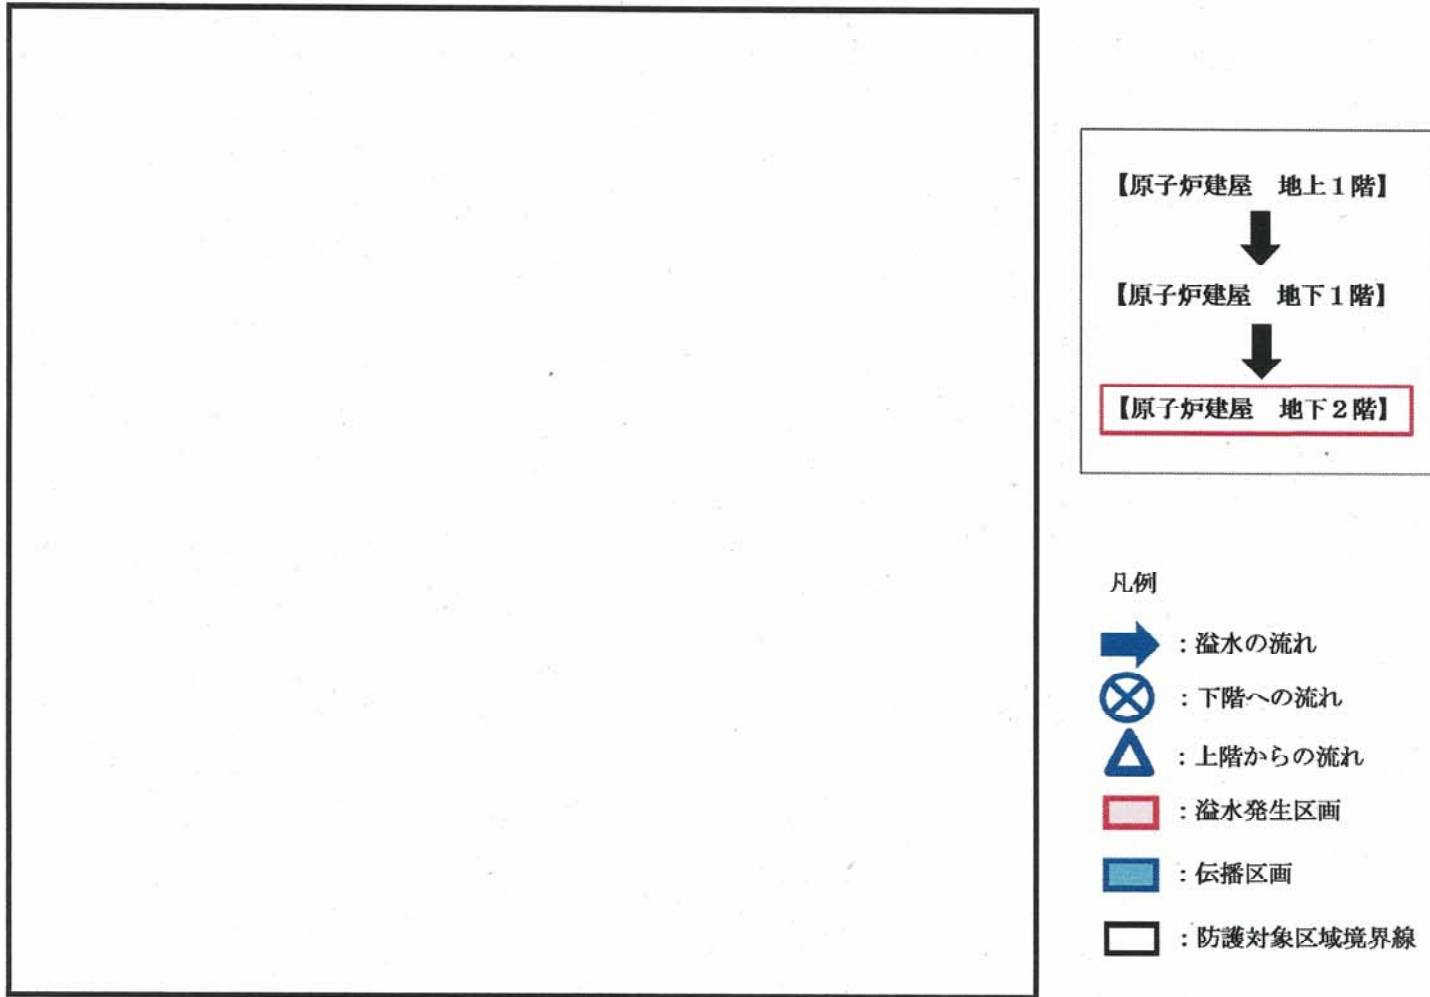 【原子炉建屋　地上１階】
【原子炉建屋　地下１階】
【原子炉建屋　地下２階】
凡例
：溢水の流れ
：下階への流れ
：上階からの流れ
：溢水発生区画
：伝播区画
：防護対象区域境界線